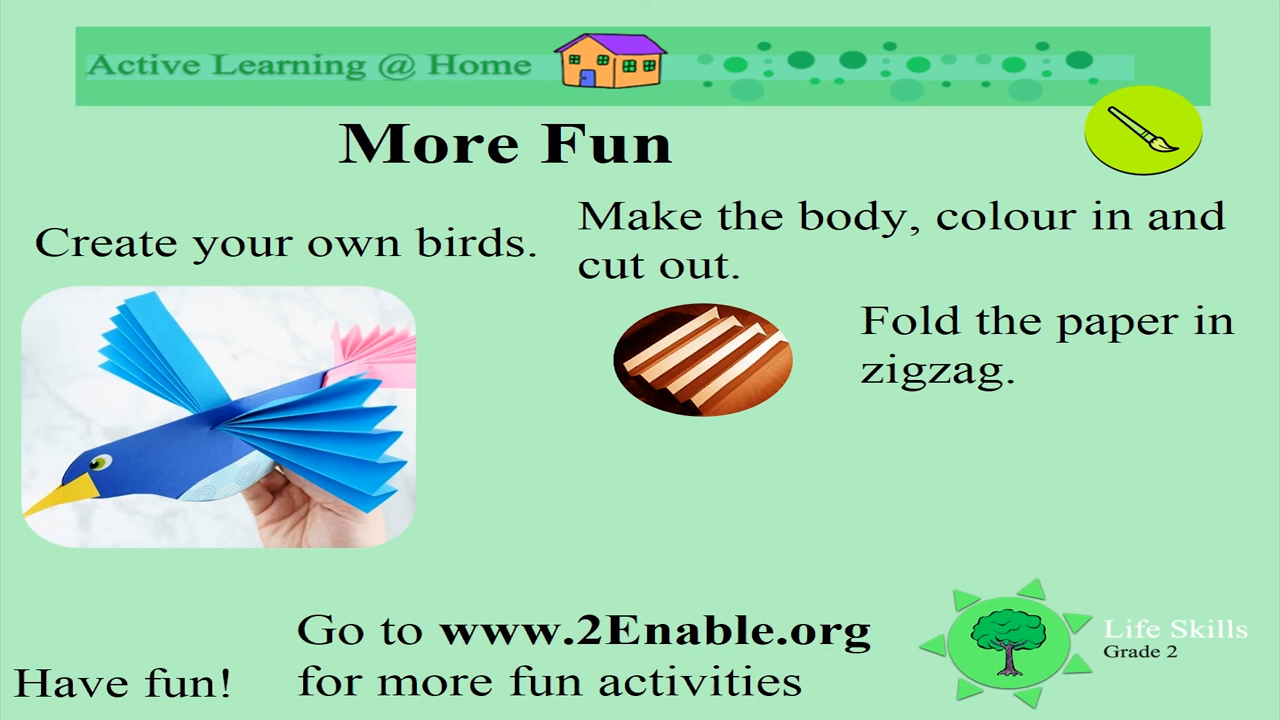 Active Learning @ Home
More Fun
Create your own birds.
Make the body, colour in and
cut out.
Fold the paper in
zigzag.
Go to www.2Enable.org
for more fun activities
Have fun!
Life Skills
Grade 2